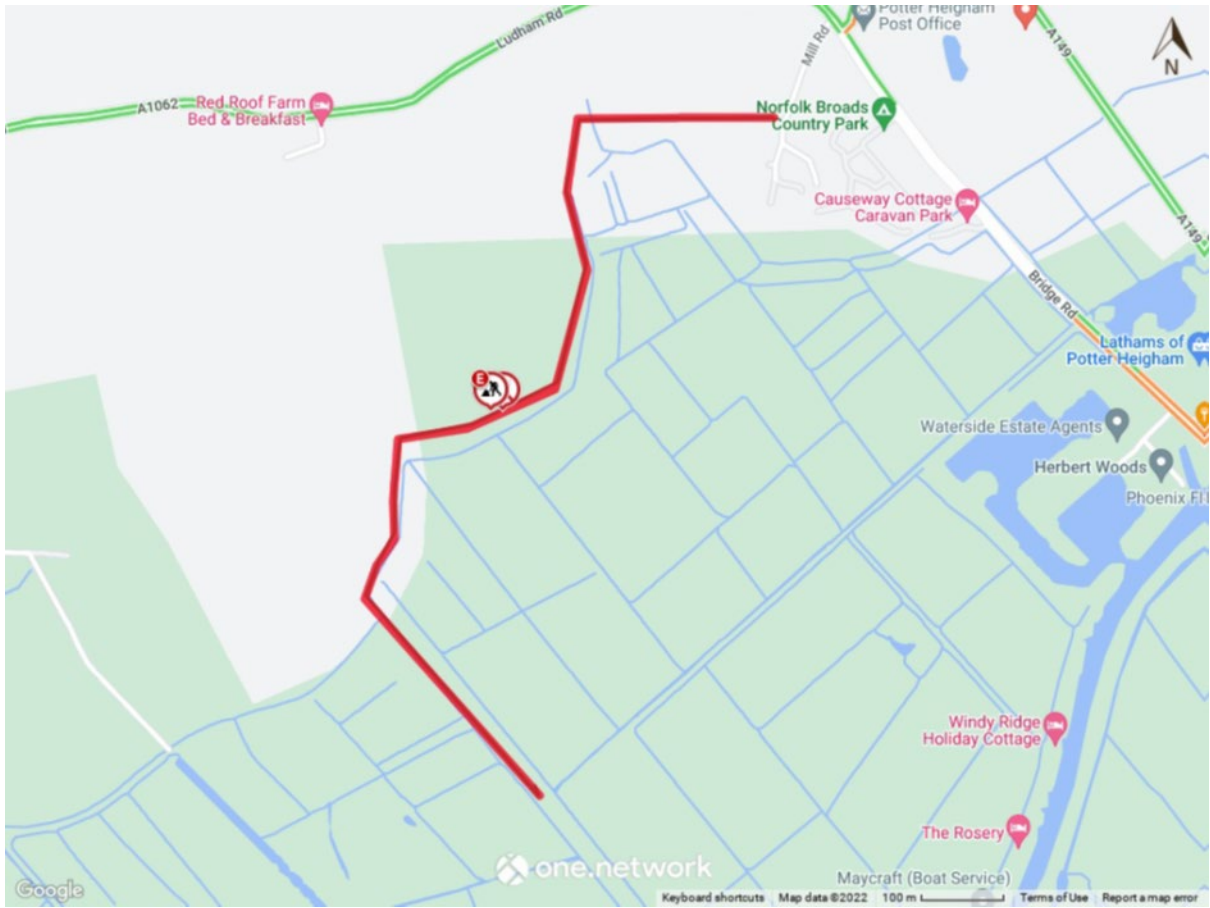 Potter Heigham
Post Office
A149
Ludham Rd
Mill Rd
N
A1062
Red Roof Farm
Bed & Breakfast
Norfolk Broads
Country Park
Causeway Cottage
Caravan Park
A149
Bridge Rd
Lathams of
Potter Heigham
E
Waterside Estate Agents
Herbert Woods
Phoenix Fl
Windy Ridge
Holiday Cottage
The Rosery
one.network
Maycraft (Boat Service)
Google
Keyboard shortcuts Map data ©2022 100 m Terms of Use Report a map error